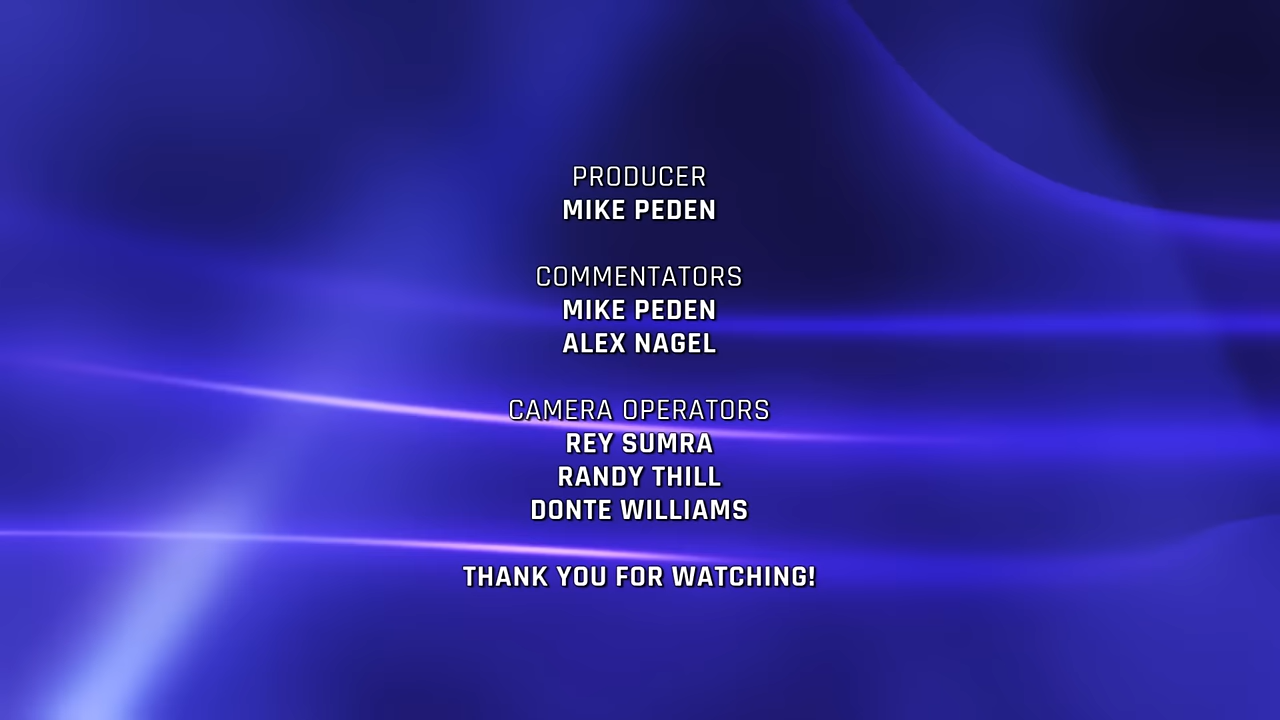 PRODUCER
MIKE PEDEN
COMMENTATORS
MIKE PEDEN
ALEX NAGEL
CAMERA OPERATORS
REY SUMRA
RANDY THILL
DONTE WILLIAMS
THANK YOU FOR WATCHING!